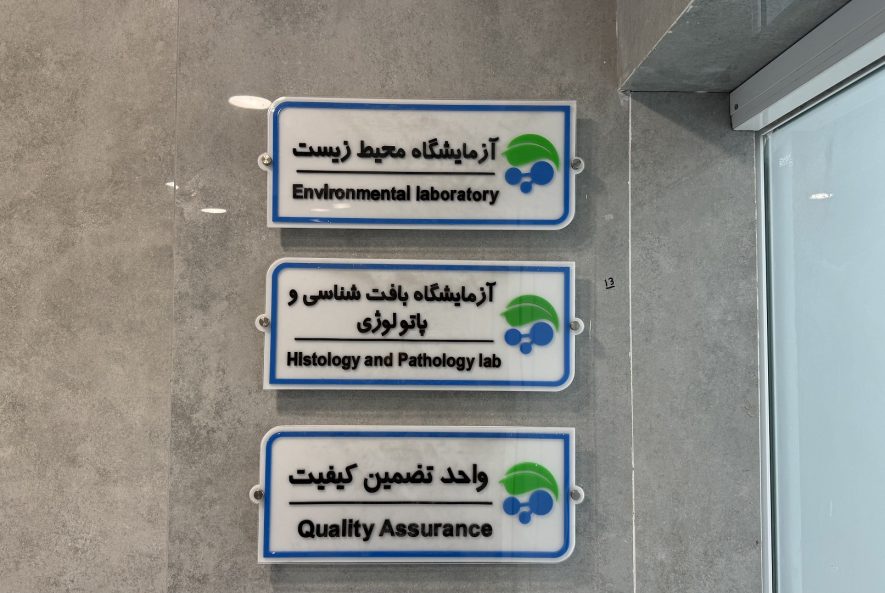 آزمایشگاه محیط زیست
Environmental laboratory
آزمایشگاه بافت شناسی و
پاتولوژی
Histology and Pathology lab
واحد تضمین کیفیت
Quality Assurance